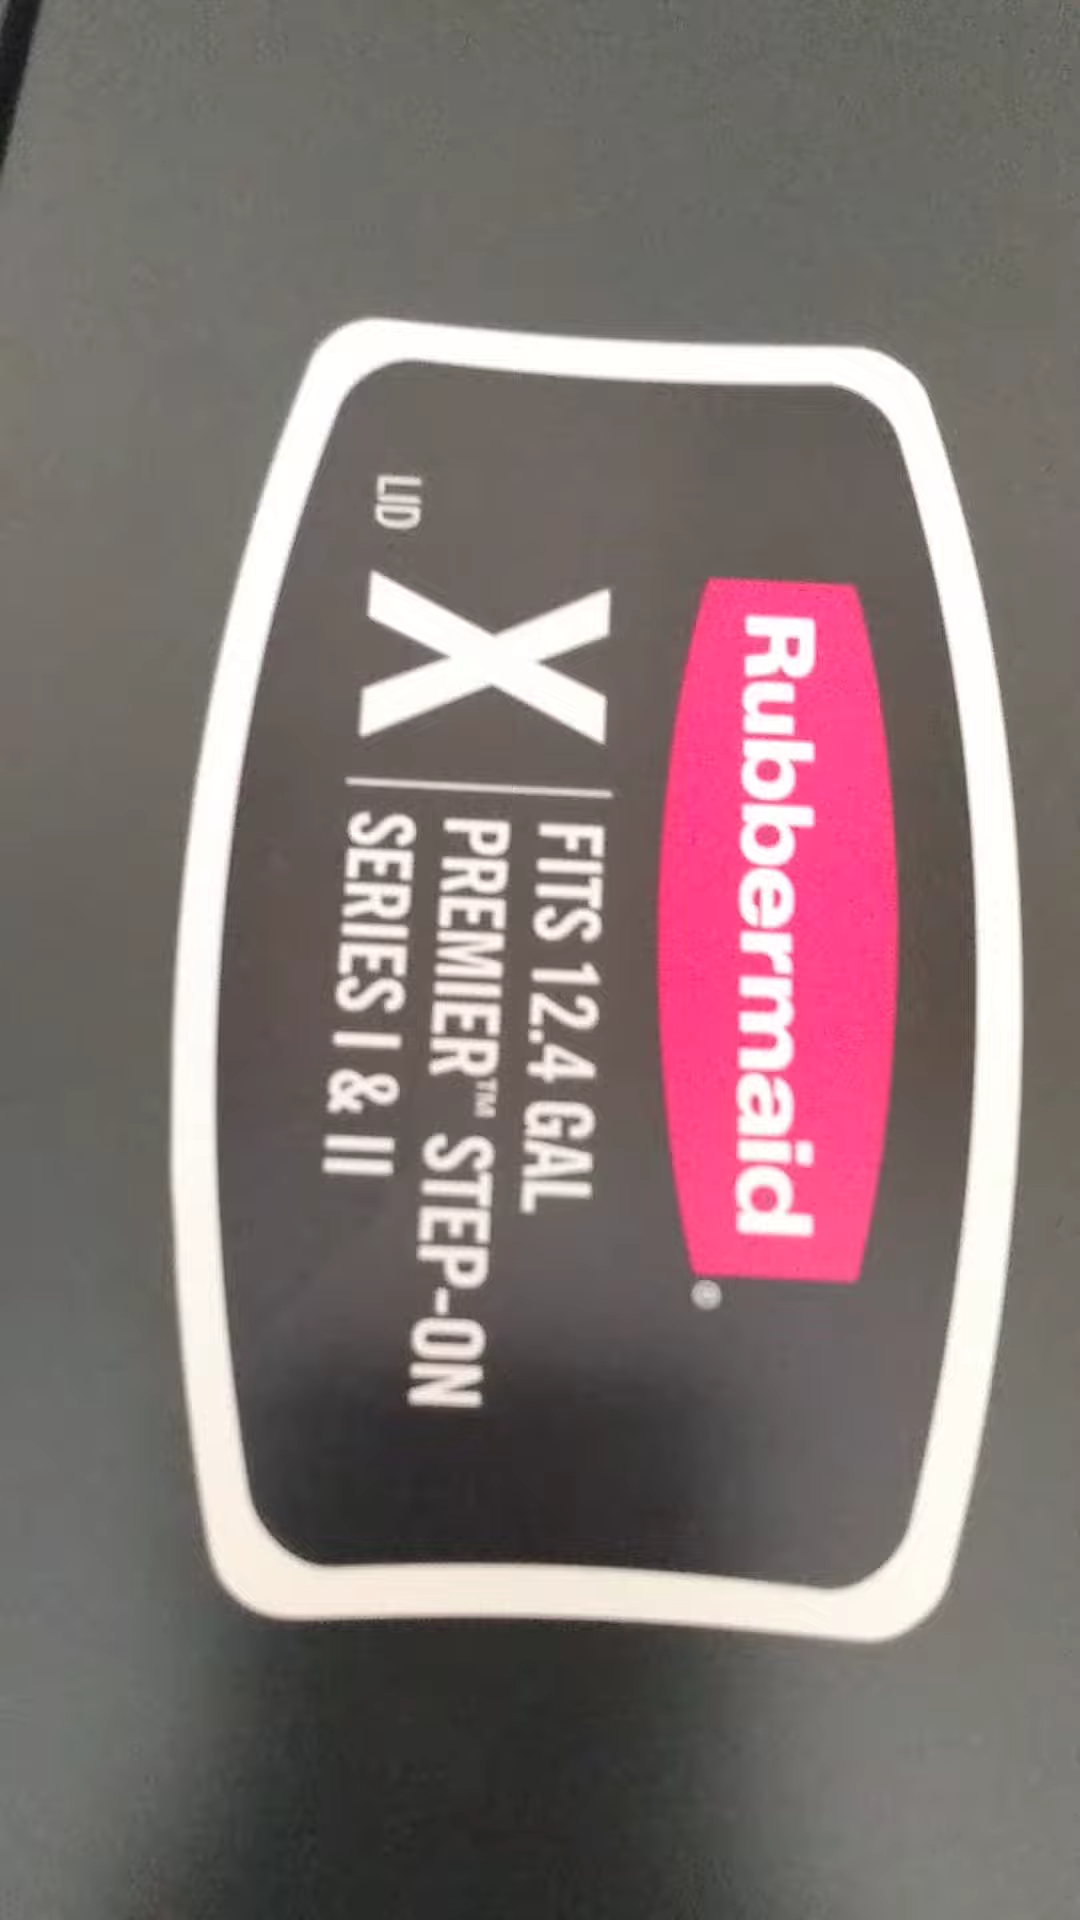 Rubbermaid®
LID X
FITS 12.4 GAL
PREMIER™ STEP-ON
SERIES I & II